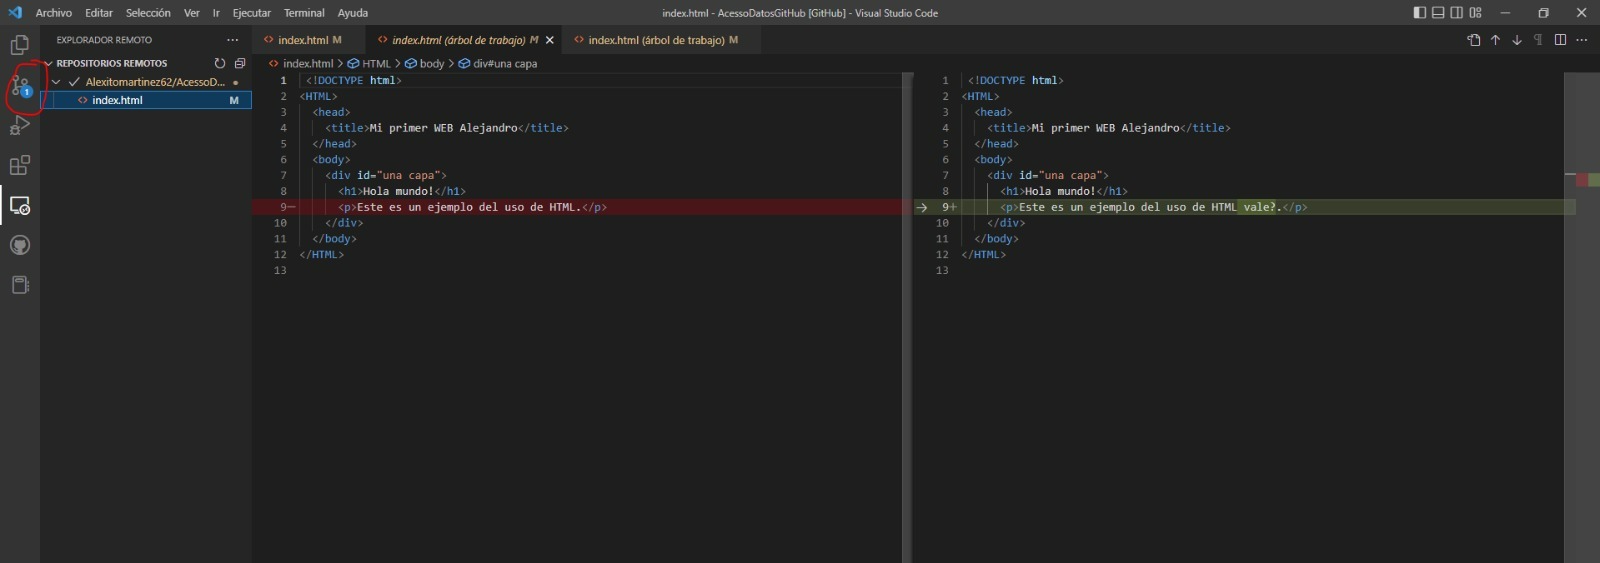 Archivo Editar Selección Ver Ir Ejecutar Terminal Ayuda
index.html - AcessoDatosGitHub [GitHub] - Visual Studio Code
EXPLORADOR REMOTO ...
REPOSITORIOS REMOTOS
Alexitomartinez62/AcessoD...
index.html M
1
index.html M
index.html (árbol de trabajo) M
index.html (árbol de trabajo) M
index.html > HTML > body > div#una capa
1 <!DOCTYPE html>
2 <HTML>
3 <head>
4 <title>Mi primer WEB Alejandro</title>
5 </head>
6 <body>
7 <div id="una capa">
8 <h1>Hola mundo!</h1>
9- <p>Este es un ejemplo del uso de HTML.</p>
10 </div>
11 </body>
12 </HTML>
13
1 <!DOCTYPE html>
2 <HTML>
3 <head>
4 <title>Mi primer WEB Alejandro</title>
5 </head>
6 <body>
7 <div id="una capa">
8 <h1>Hola mundo!</h1>
9+ <p>Este es un ejemplo del uso de HTML vale?.</p>
10 </div>
11 </body>
12 </HTML>
13